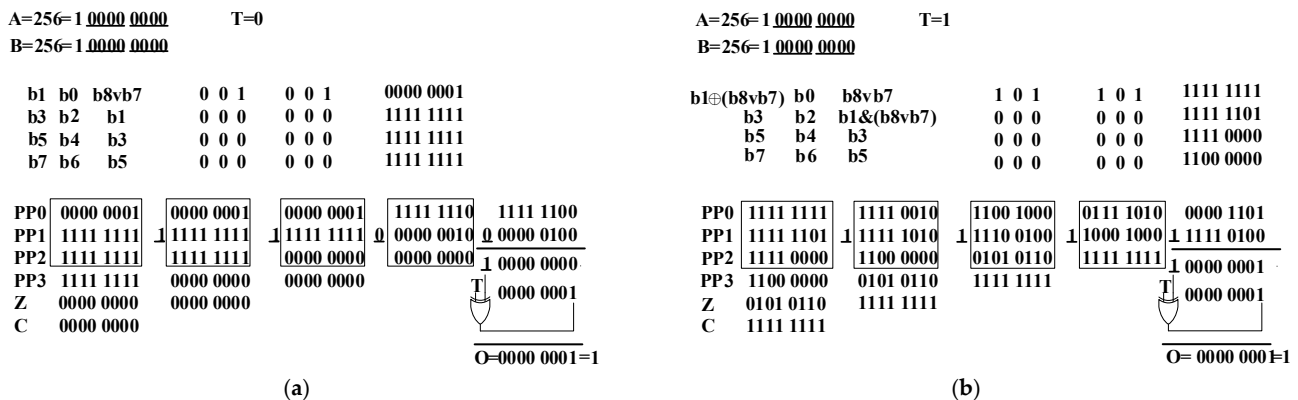 A=256=1 0000 0000 T=0
B=256=1 0000 0000
b1 b0 b8vb7 0 0 1 0 0 1 0000 0001
b3 b2 b1 0 0 0 0 0 0 1111 1111
b5 b4 b3 0 0 0 0 0 0 1111 1111
b7 b6 b5 0 0 0 0 0 0 1111 1111
PP0 0000 0001 0000 0001 0000 0001 1111 1110 1111 1100
PP1 1111 1111 1 1111 1111 1 1111 1111 0 0000 0010 0 0000 0100
PP2 1111 1111 1111 1111 0000 0000 0000 0000 1 0000 0000
PP3 1111 1111 0000 0000 0000 0000 T 0000 0001
Z 0000 0000 0000 0000
C 0000 0000
O=0000 0001=1
(a)
A=256=1 0000 0000 T=1
B=256=1 0000 0000
b1⊕(b8vb7) b0 b8vb7 1 0 1 1 0 1 1111 1111
b3 b2 b1&(b8vb7) 0 0 0 0 0 0 1111 1101
b5 b4 b3 0 0 0 0 0 0 1111 0000
b7 b6 b5 0 0 0 0 0 0 1100 0000
PP0 1111 1111 1111 0010 1100 1000 0111 1010 0000 1101
PP1 1111 1101 1 1111 1010 1 1110 0100 1 1000 1000 1 1111 0100
PP2 1111 0000 1100 0000 0101 0110 1111 1111 1 0000 0001
PP3 1100 0000 0101 0110 1111 1111 T 0000 0001
Z 0101 0110 1111 1111
C 1111 1111
O= 0000 0001=1
(b)